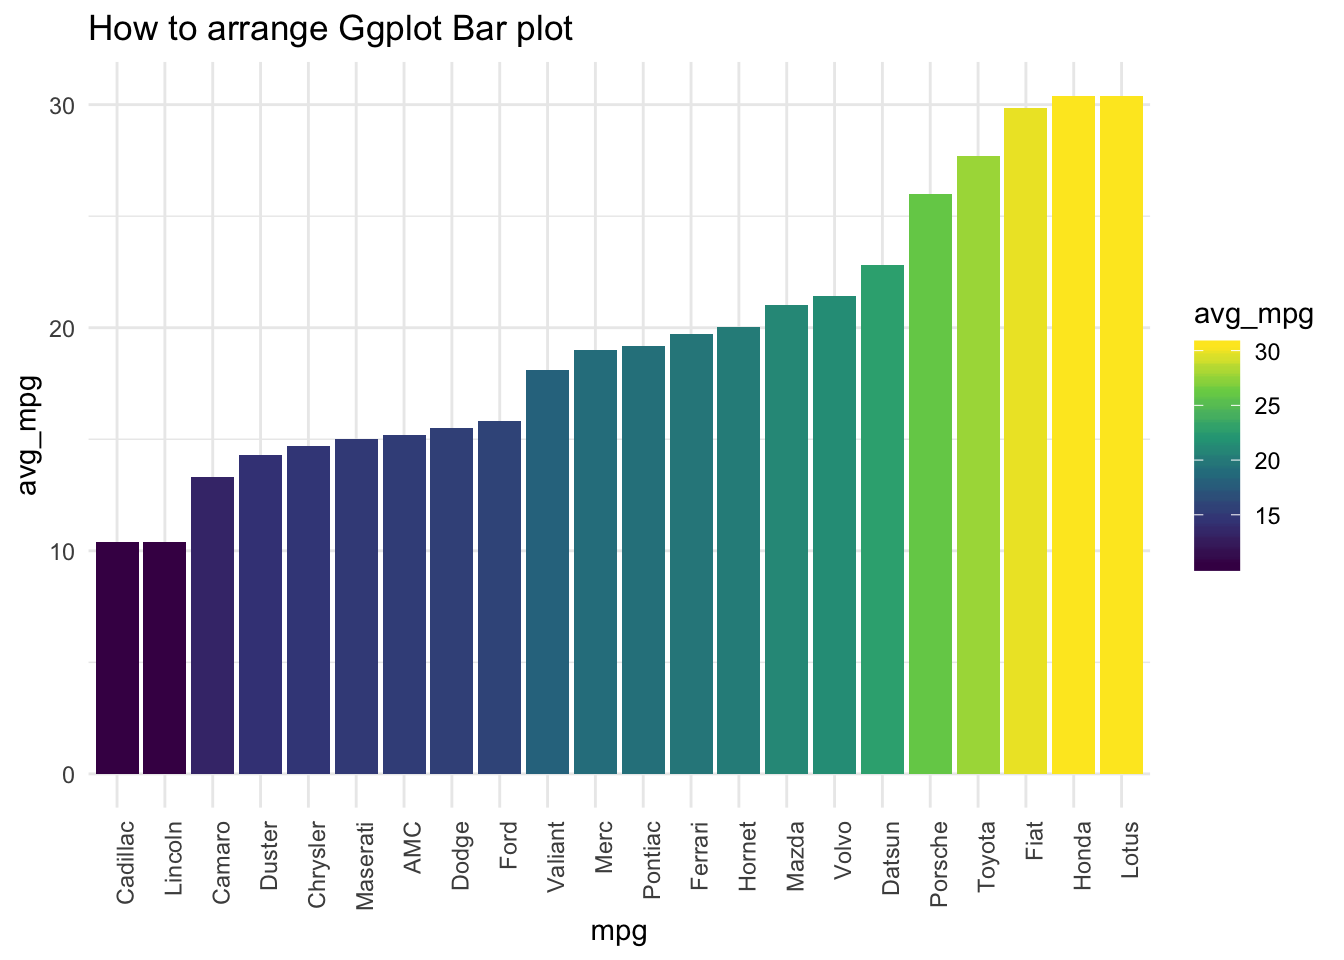 How to arrange Ggplot Bar plot
avg_mpg
30
20
10
0
Cadillac
Lincoln
Camaro
Duster
Chrysler
Maserati
AMC
Dodge
Ford
Valiant
Merc
Pontiac
Ferrari
Hornet
Mazda
Volvo
Datsun
Porsche
Toyota
Fiat
Honda
Lotus
mpg
avg_mpg
30
25
20
15